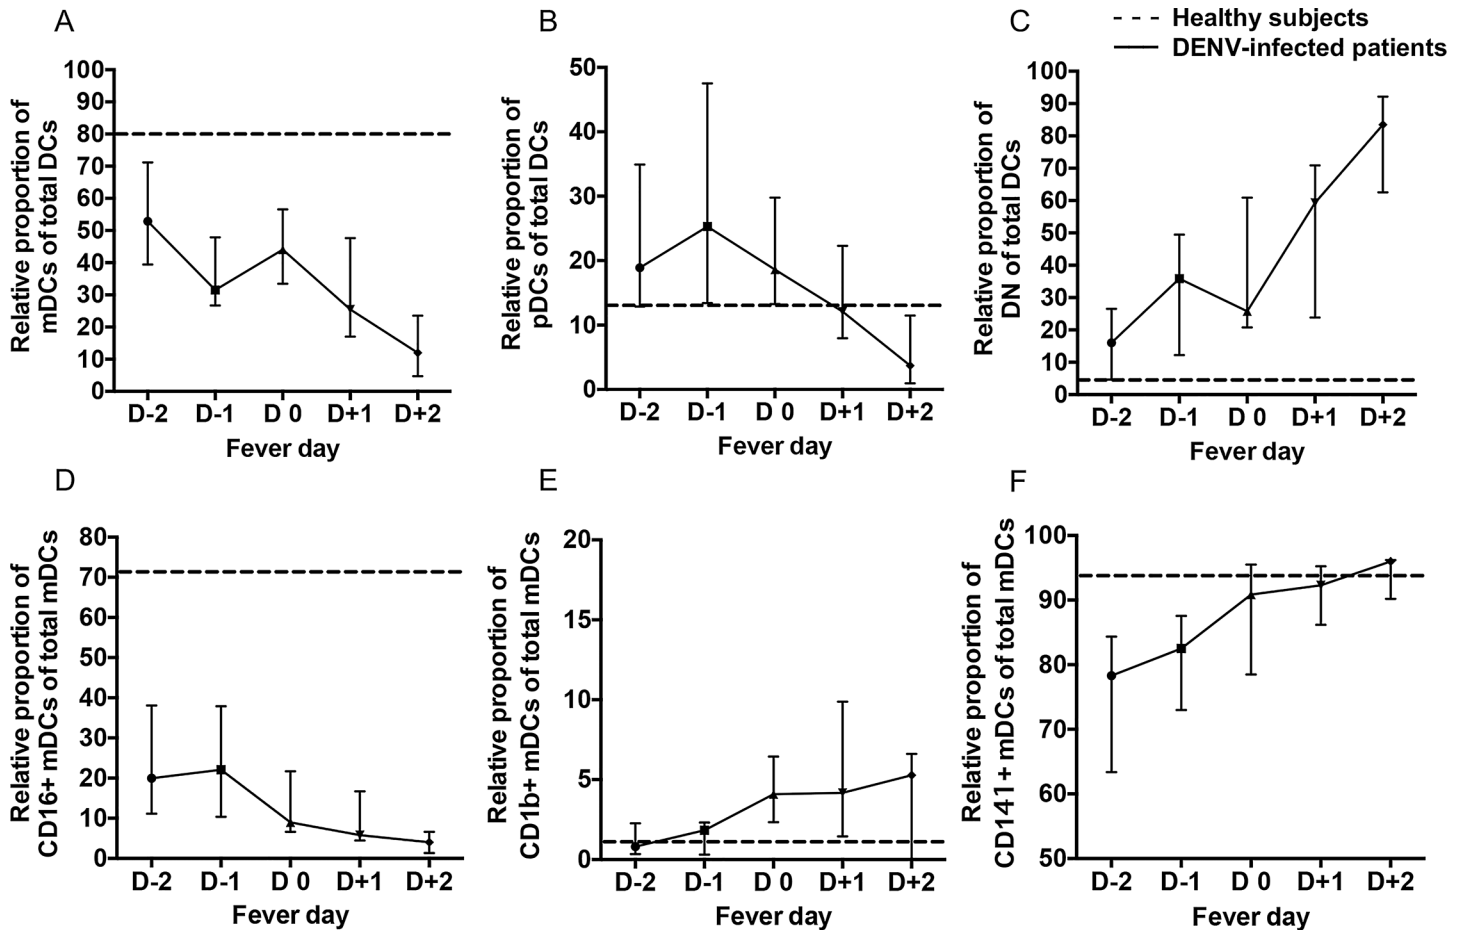 A
B
C
Healthy subjects
DENV-infected patients
Relative proportion of
mDCs of total DCs
100
90
80
70
60
50
40
30
20
10
0
D-2 D-1 D 0 D+1 D+2
Fever day
Relative proportion of
pDCs of total DCs
50
40
30
20
10
0
D-2 D-1 D 0 D+1 D+2
Fever day
Relative proportion of
DN of total DCs
100
90
80
70
60
50
40
30
20
10
0
D-2 D-1 D 0 D+1 D+2
Fever day
D
E
F
Relative proportion of
CD16+ mDCs of total mDCs
80
70
60
50
40
30
20
10
0
D-2 D-1 D 0 D+1 D+2
Fever day
Relative proportion of
CD1b+ mDCs of total mDCs
20
15
10
5
0
D-2 D-1 D 0 D+1 D+2
Fever day
Relative proportion of
CD141+ mDCs of total mDCs
100
90
80
70
60
50
D-2 D-1 D 0 D+1 D+2
Fever day